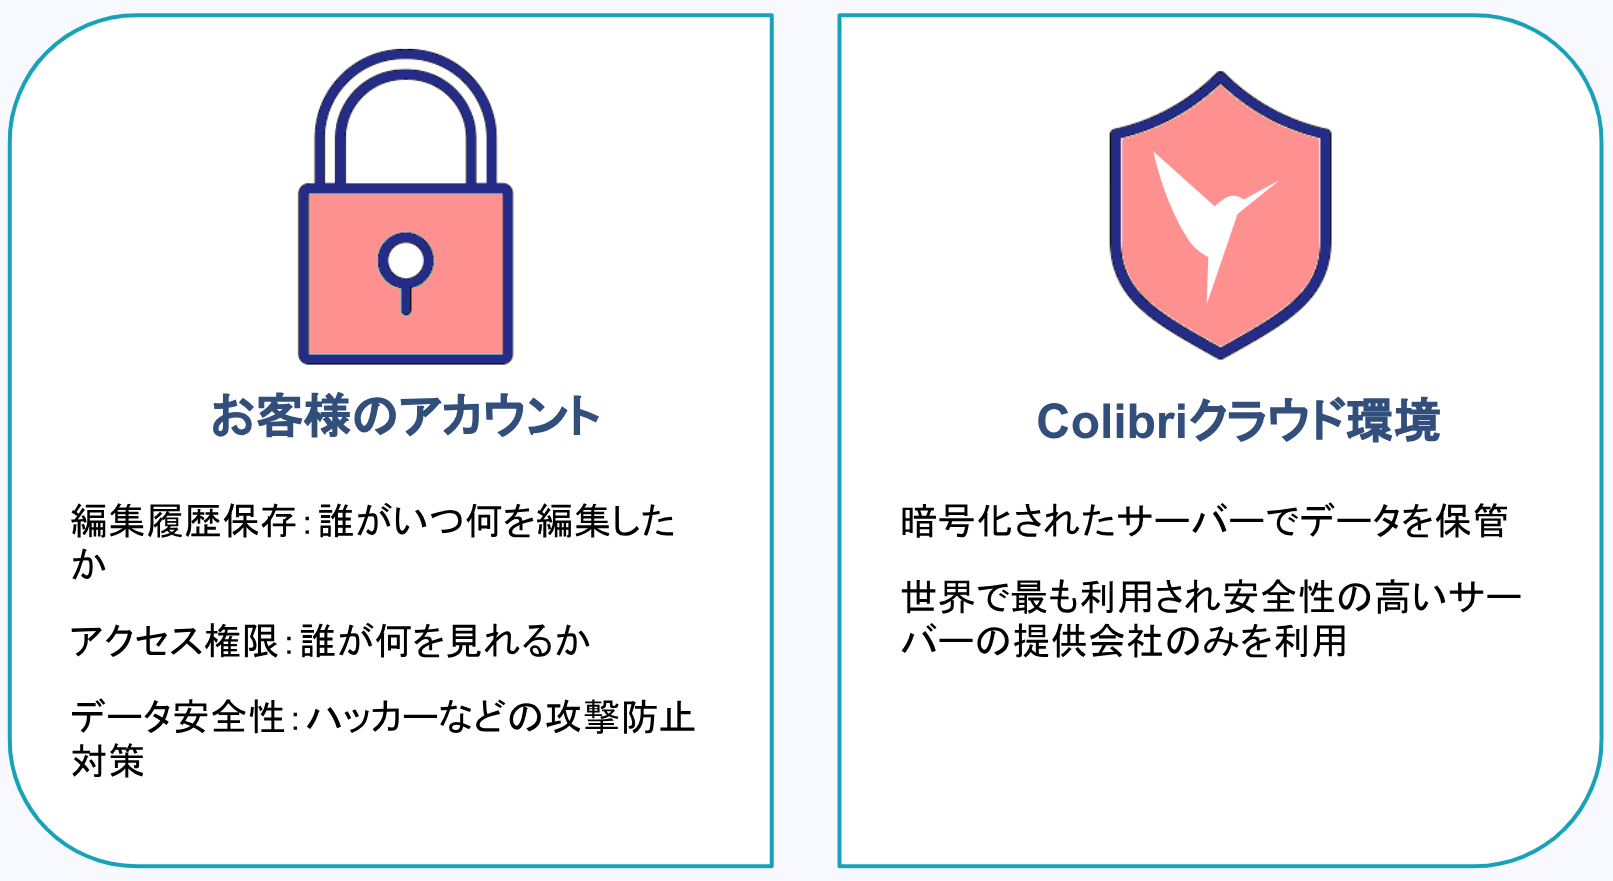 お客様のアカウント
編集履歴保存：誰がいつ何を編集した
か
アクセス権限：誰が何を見れるか
データ安全性：ハッカーなどの攻撃防止
対策
Colibriクラウド環境
暗号化されたサーバーでデータを保管
世界で最も利用され安全性の高いサー
バーの提供会社のみを利用